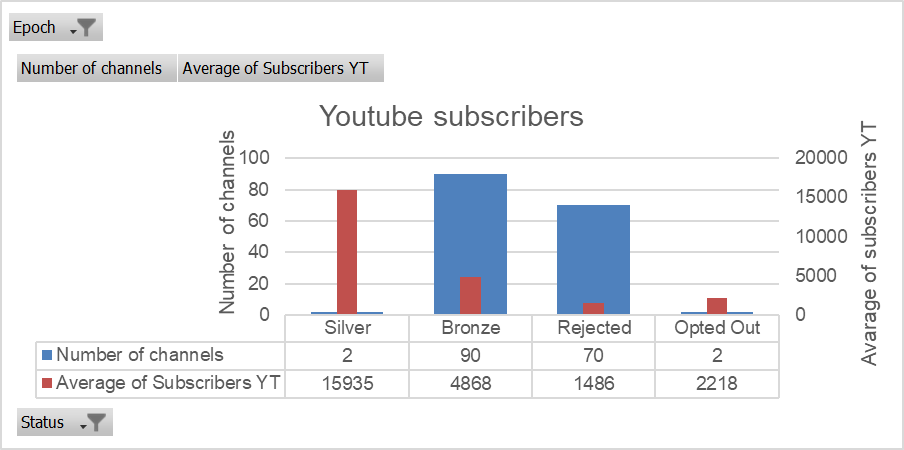 Epoch
Number of channels Average of Subscribers YT
Youtube subscribers
Number of channels
100
80
60
40
20
0
20000
15000
10000
5000
0
Avarage of subscribers YT
Silver Bronze Rejected Opted Out
Number of channels 2 90 70 2
Average of Subscribers YT 15935 4868 1486 2218
Status